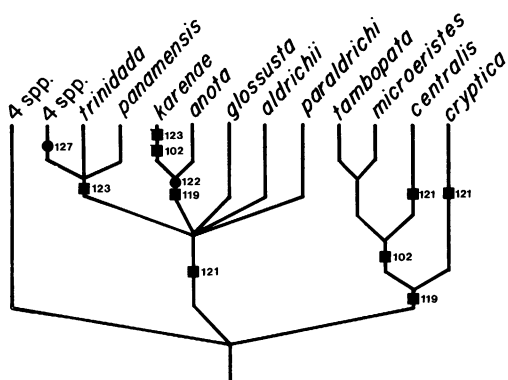 4 spp.
4 spp.
trinidada
panamensis
karenae
anota
glossusta
aldrichii
paraldrichi
tambopata
microeristes
centralis
cryptica
123
127
102
122
123
119
121
121
121
102
119